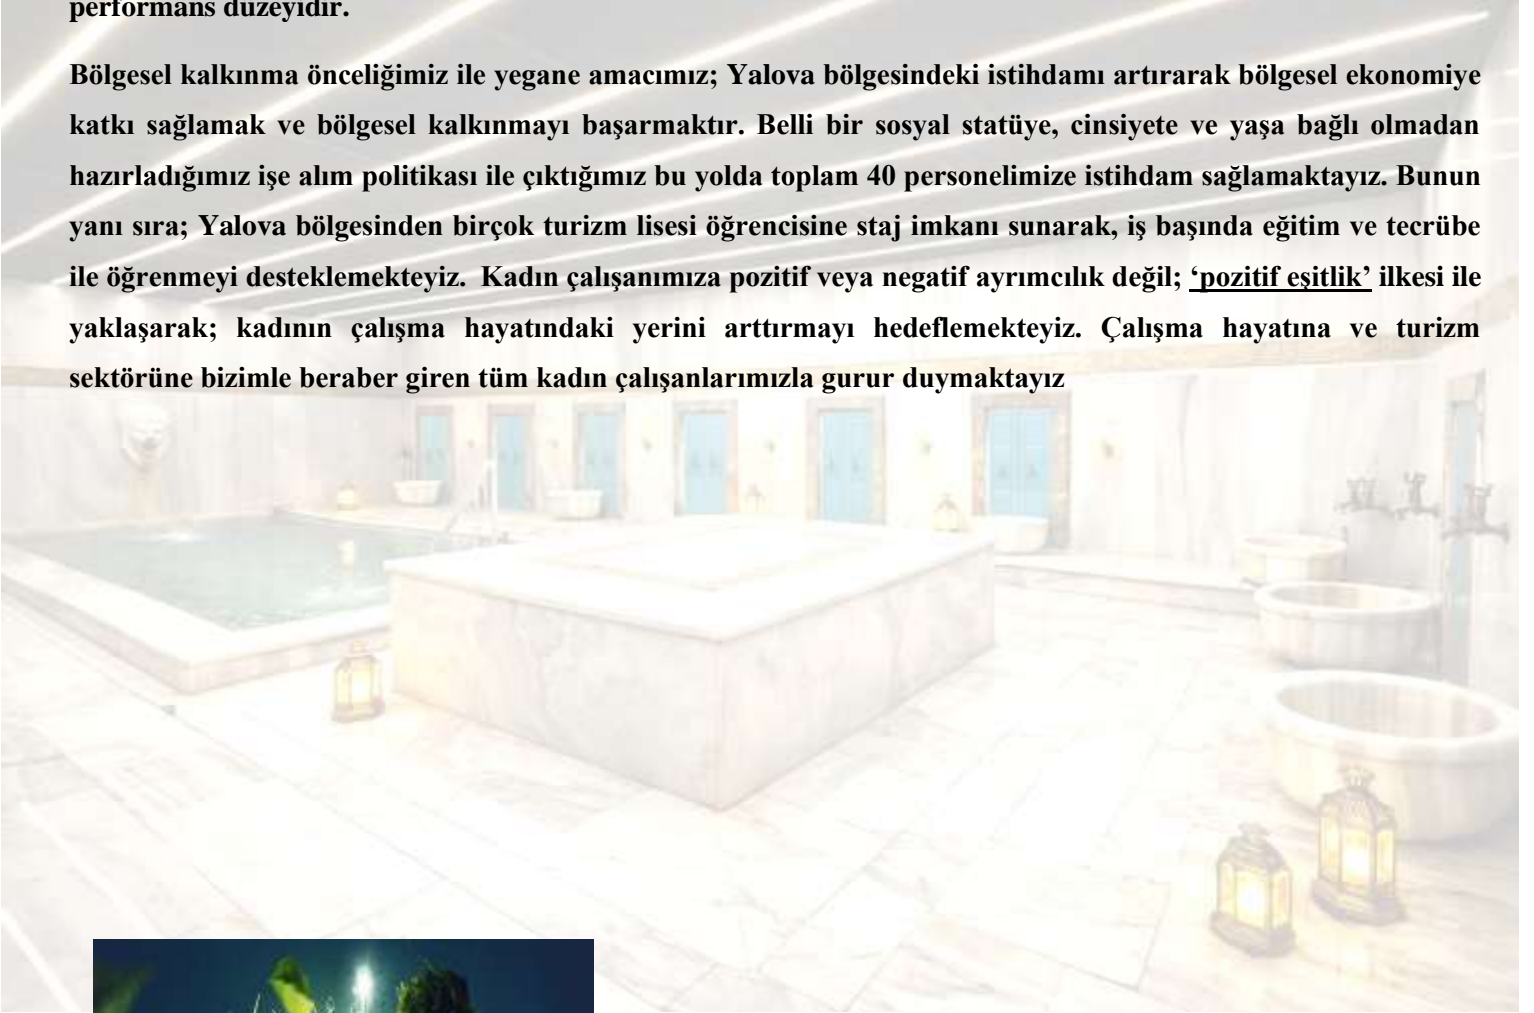 performans düzeyidir.
Bölgesel kalkınma önceliğimiz ile yegane amacımız; Yalova bölgesindeki istihdamı artırarak bölgesel ekonomiye
katkı sağlamak ve bölgesel kalkınmayı başarmaktır. Belli bir sosyal statüye, cinsiyete ve yaşa bağlı olmadan
hazırladığımız işe alım politikası ile çıktığımız bu yolda toplam 40 personelimize istihdam sağlamaktayız. Bunun
yanı sıra; Yalova bölgesinden birçok turizm lisesi öğrencisine staj imkanı sunarak, iş başında eğitim ve tecrübe
ile öğrenmeyi desteklemekteyiz. Kadın çalışanımıza pozitif veya negatif ayrımcılık değil; ‘pozitif eşitlik’ ilkesi ile
yaklaşarak; kadının çalışma hayatındaki yerini arttırmayı hedeflemekteyiz. Çalışma hayatına ve turizm
sektörüne bizimle beraber giren tüm kadın çalışanlarımızla gurur duymaktayız